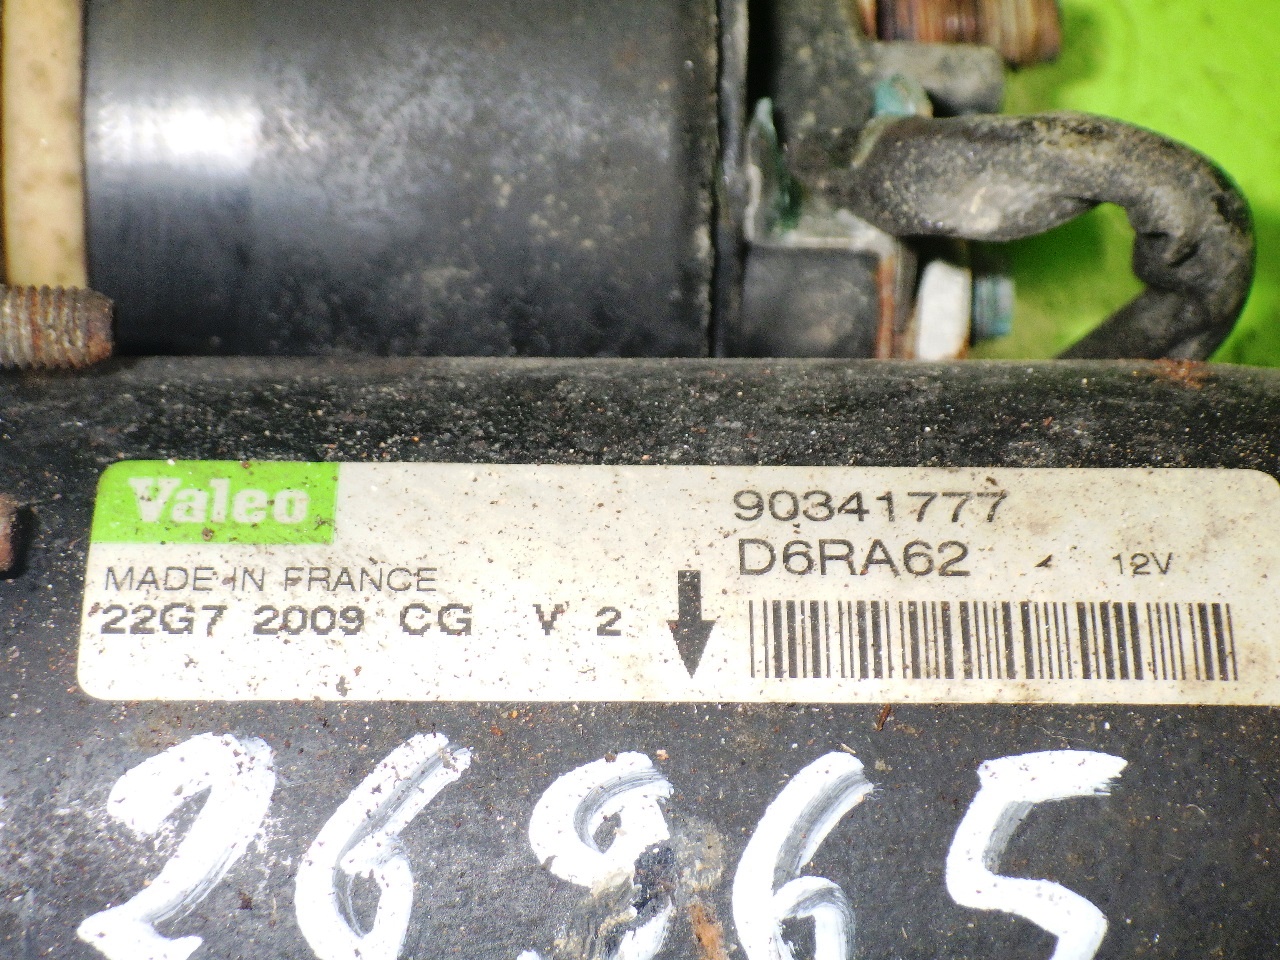 Valeo
90341777
D6RA62 12V
MADE IN FRANCE
22G7 2009 CG V 2
26965